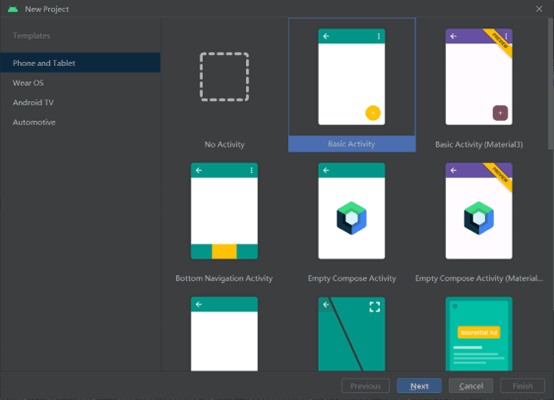 New Project
Templates
Phone and Tablet
Wear OS
Android TV
Automotive
No Activity
Basic Activity
PREVIEW
Basic Activity (Material3)
Bottom Navigation Activity
Empty Compose Activity
PREVIEW
Empty Compose Activity (Material...
Interstitial Ad
Previous
Next
Cancel
Finish